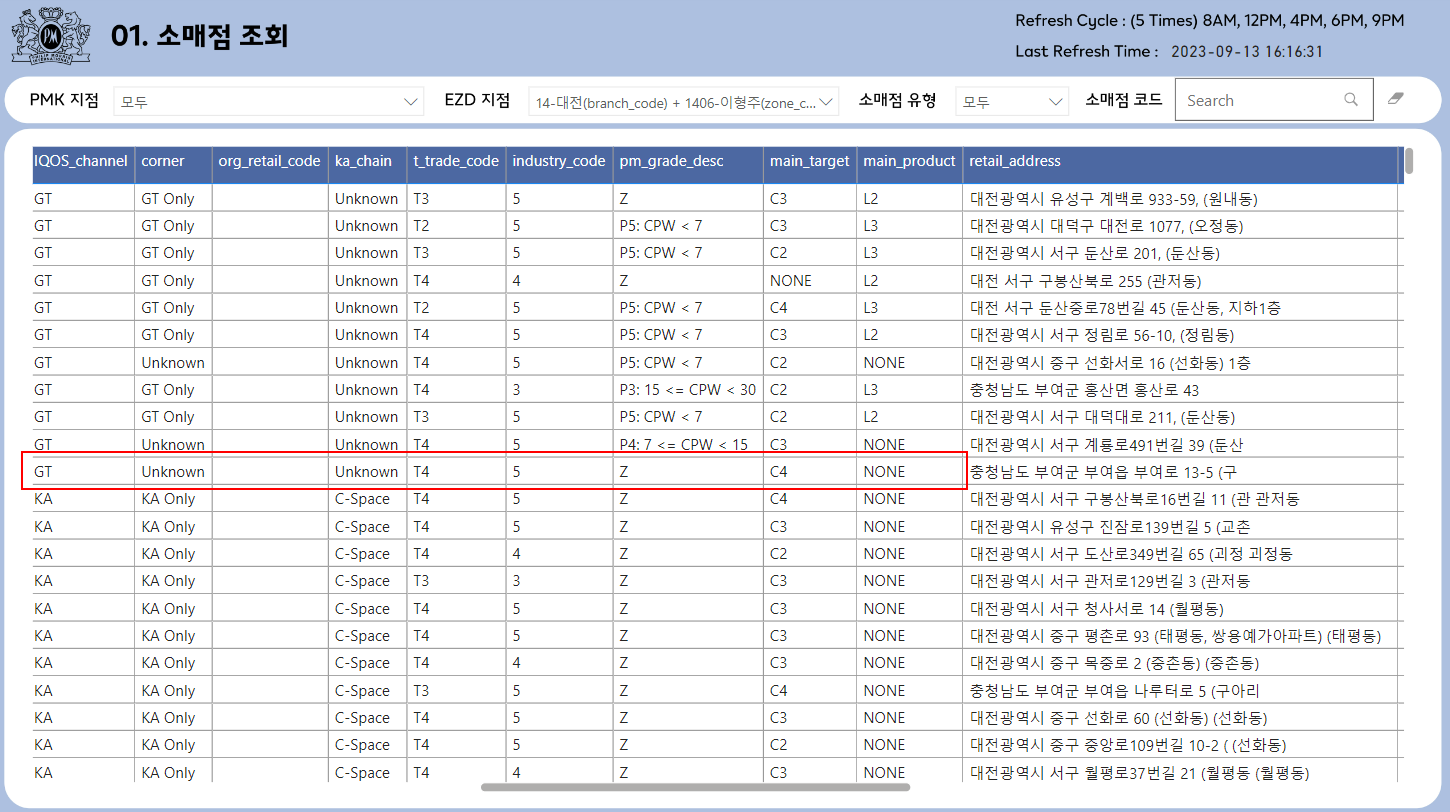 01. 소매점 조회
Refresh Cycle : (5 Times) 8AM, 12PM, 4PM, 6PM, 9PM
Last Refresh Time : 2023-09-13 16:16:31
PMK 지점 모두 EZD 지점 14-대전(branch_code) + 1406-이형주(zone_c... 소매점 유형 모두 소매점 코드 Search
IQOS_channel corner org_retail_code ka_chain t_trade_code industry_code pm_grade_desc main_target main_product retail_address
GT GT Only Unknown T3 5 Z C3 L2 대전광역시 유성구 계백로 933-59, (원내동)
GT GT Only Unknown T2 5 P5: CPW < 7 C3 L3 대전광역시 대덕구 대전로 1077, (오정동)
GT GT Only Unknown T3 5 P5: CPW < 7 C2 L3 대전광역시 서구 둔산로 201, (둔산동)
GT GT Only Unknown T4 4 Z NONE L2 대전 서구 구봉산북로 255 (관저동)
GT GT Only Unknown T2 5 P5: CPW < 7 C4 L3 대전 서구 둔산중로78번길 45 (둔산동, 지하1층
GT GT Only Unknown T4 5 P5: CPW < 7 C3 L2 대전광역시 서구 정림로 56-10, (정림동)
GT Unknown Unknown T4 5 P5: CPW < 7 C2 NONE 대전광역시 중구 선화서로 16 (선화동) 1층
GT GT Only Unknown T4 3 P3: 15 <= CPW < 30 C2 L3 충청남도 부여군 홍산면 홍산로 43
GT GT Only Unknown T3 5 P5: CPW < 7 C2 L2 대전광역시 서구 대덕대로 211, (둔산동)
GT Unknown Unknown T4 5 P4: 7 <= CPW < 15 C3 NONE 대전광역시 서구 계룡로491번길 39 (둔산
GT Unknown Unknown T4 5 Z C4 NONE 충청남도 부여군 부여읍 부여로 13-5 (구
KA KA Only C-Space T4 5 Z C4 NONE 대전광역시 서구 구봉산북로16번길 11 (관 관저동
KA KA Only C-Space T4 5 Z C3 NONE 대전광역시 유성구 진잠로139번길 5 (교촌
KA KA Only C-Space T4 4 Z C2 NONE 대전광역시 서구 도산로349번길 65 (괴정 괴정동
KA KA Only C-Space T3 3 Z C3 NONE 대전광역시 서구 관저로129번길 3 (관저동
KA KA Only C-Space T4 5 Z C3 NONE 대전광역시 서구 청사서로 14 (월평동)
KA KA Only C-Space T4 5 Z C3 NONE 대전광역시 중구 평촌로 93 (태평동, 쌍용예가아파트) (태평동)
KA KA Only C-Space T4 4 Z C3 NONE 대전광역시 중구 목중로 2 (중촌동) (중촌동)
KA KA Only C-Space T3 5 Z C4 NONE 충청남도 부여군 부여읍 나루터로 5 (구아리
KA KA Only C-Space T4 5 Z C3 NONE 대전광역시 중구 선화로 60 (선화동) (선화동)
KA KA Only C-Space T4 5 Z C2 NONE 대전광역시 중구 중앙로109번길 10-2 ( (선화동)
KA KA Only C-Space T4 4 Z C3 NONE 대전광역시 서구 월평로37번길 21 (월평동 (월평동)